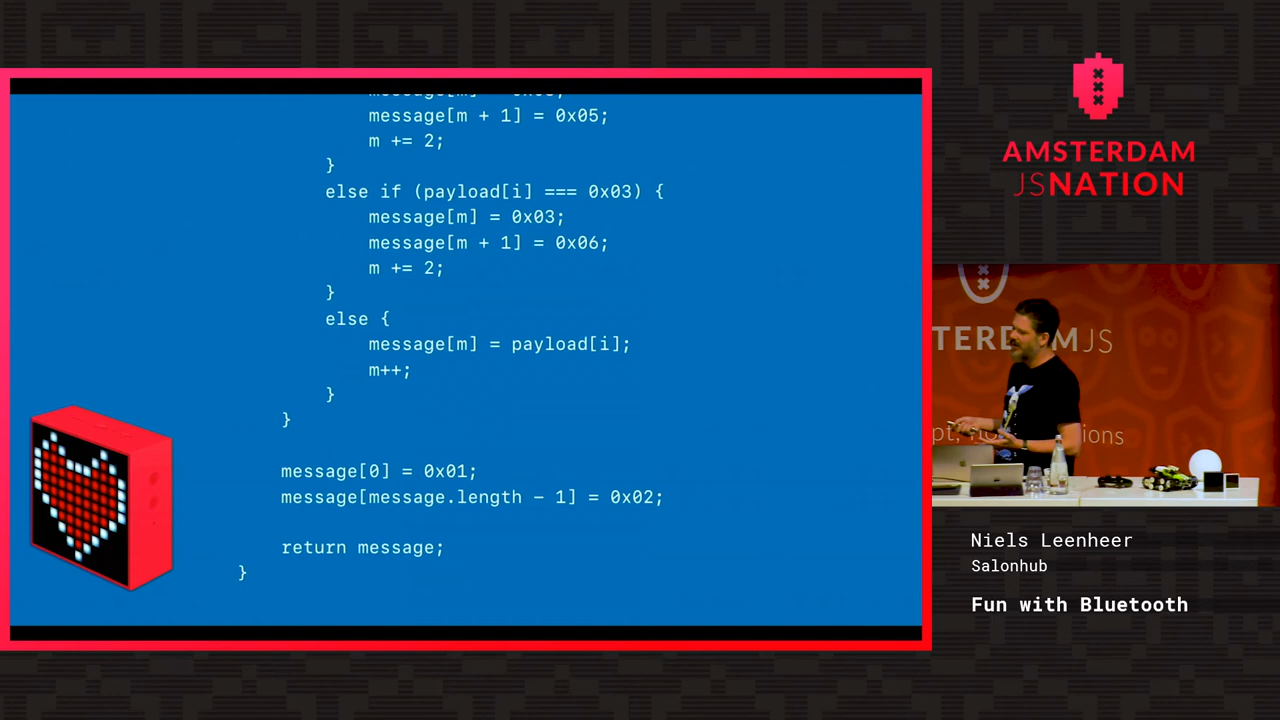 message[m + 1] = 0x05;
m += 2;
}
else if (payload[i] === 0x03) {
message[m] = 0x03;
message[m + 1] = 0x06;
m += 2;
}
else {
message[m] = payload[i];
m++;
}
}
message[0] = 0x01;
message[message.length - 1] = 0x02;
return message;
}
AMSTERDAM
JSNATION
JS
Niels Leenheer
Salonhub
Fun with Bluetooth